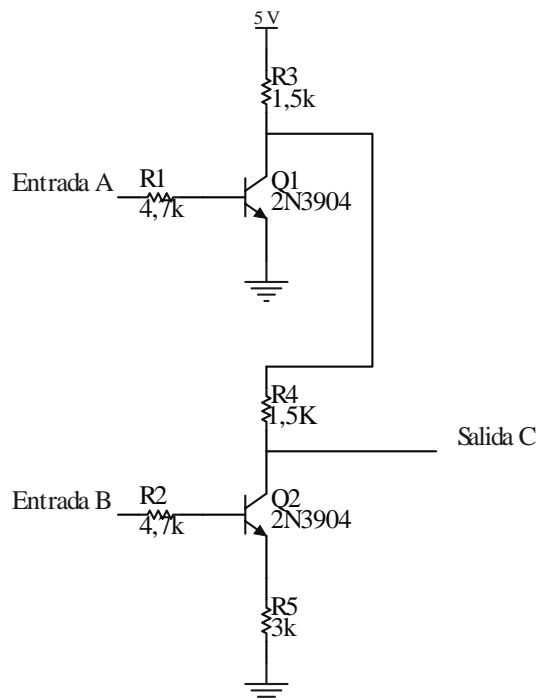 5 V
R3
1,5k
Entrada A
R1
4,7k
Q1
2N3904
R4
1,5K
Salida C
Entrada B
R2
4,7k
Q2
2N3904
R5
3k